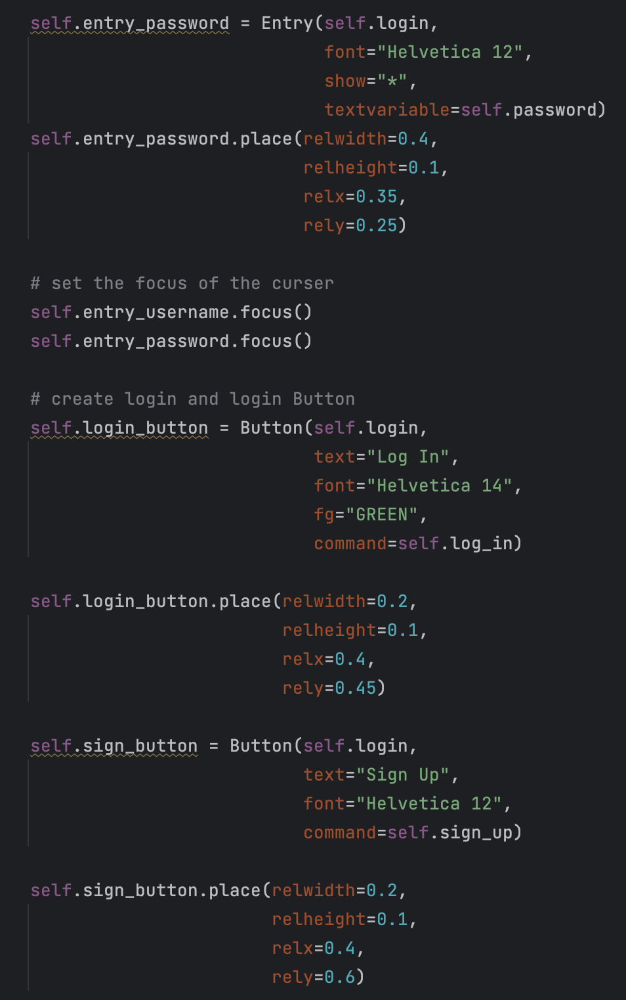 self.entry_password = Entry(self.login,
                            font="Helvetica 12",
                            show="*",
                            textvariable=self.password)
self.entry_password.place(relwidth=0.4,
                          relheight=0.1,
                          relx=0.35,
                          rely=0.25)

# set the focus of the curser
self.entry_username.focus()
self.entry_password.focus()

# create login and login Button
self.login_button = Button(self.login,
                           text="Log In",
                           font="Helvetica 14",
                           fg="GREEN",
                           command=self.log_in)

self.login_button.place(relwidth=0.2,
                        relheight=0.1,
                        relx=0.4,
                        rely=0.45)

self.sign_button = Button(self.login,
                          text="Sign Up",
                          font="Helvetica 12",
                          command=self.sign_up)

self.sign_button.place(relwidth=0.2,
                       relheight=0.1,
                       relx=0.4,
                       rely=0.6)